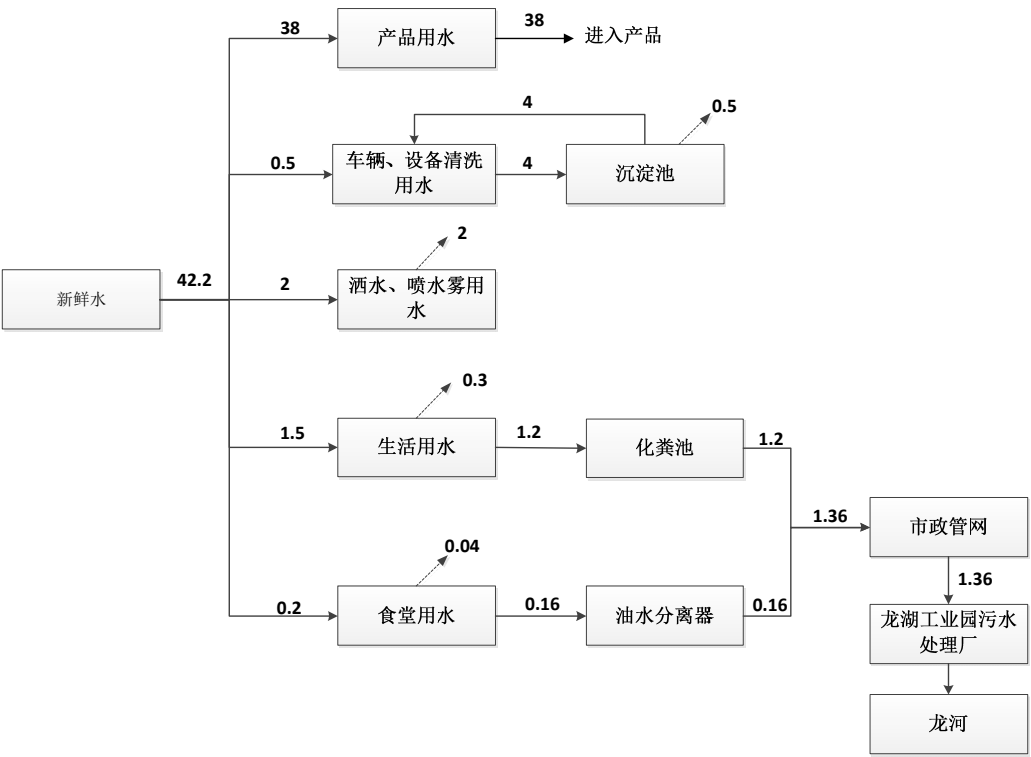 38
产品用水
38
进入产品
4
0.5
0.5
车辆、设备清洗
用水
4
沉淀池
2
新鲜水
42.2
2
洒水、喷水雾用
水
0.3
1.5
生活用水
1.2
化粪池
1.2
1.36
市政管网
0.04
0.2
食堂用水
0.16
油水分离器
0.16
1.36
龙湖工业园污水
处理厂
龙河